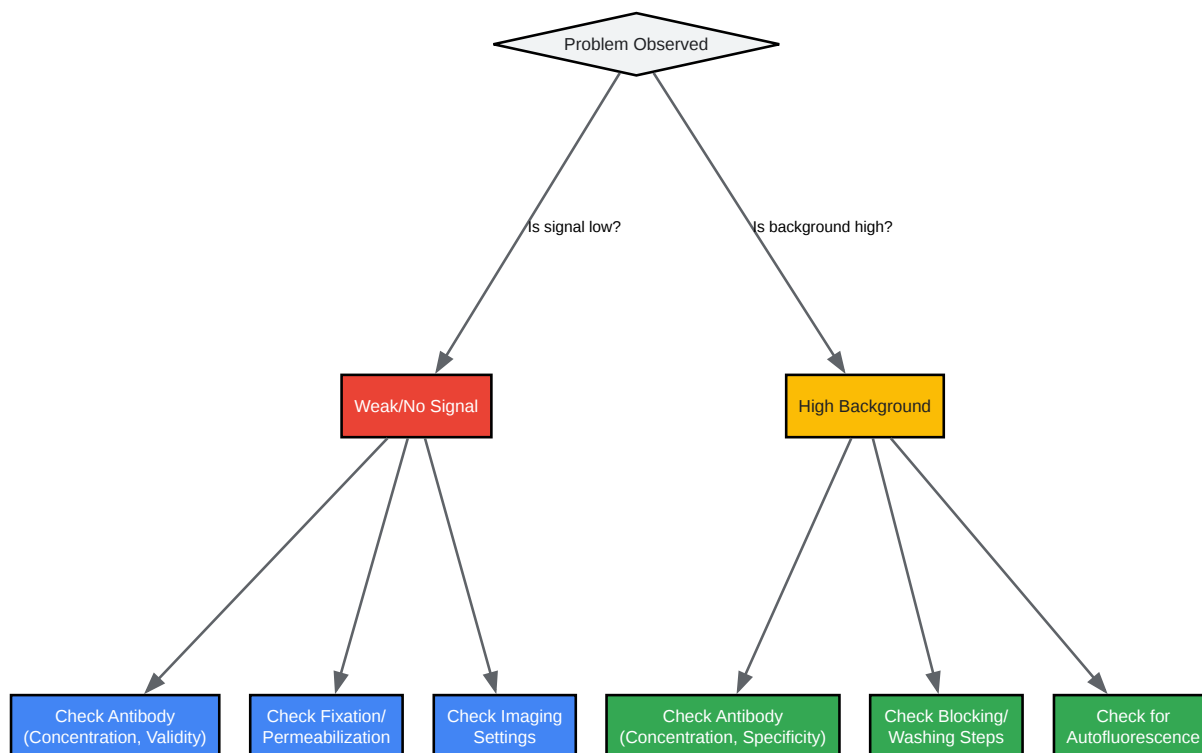 Problem Observed
Is signal low?
Is background high?
Weak/No Signal
High Background
Check Antibody
(Concentration, Validity)
Check Fixation/
Permeabilization
Check Imaging
Settings
Check Antibody
(Concentration, Specificity)
Check Blocking/
Washing Steps
Check for
Autofluorescence